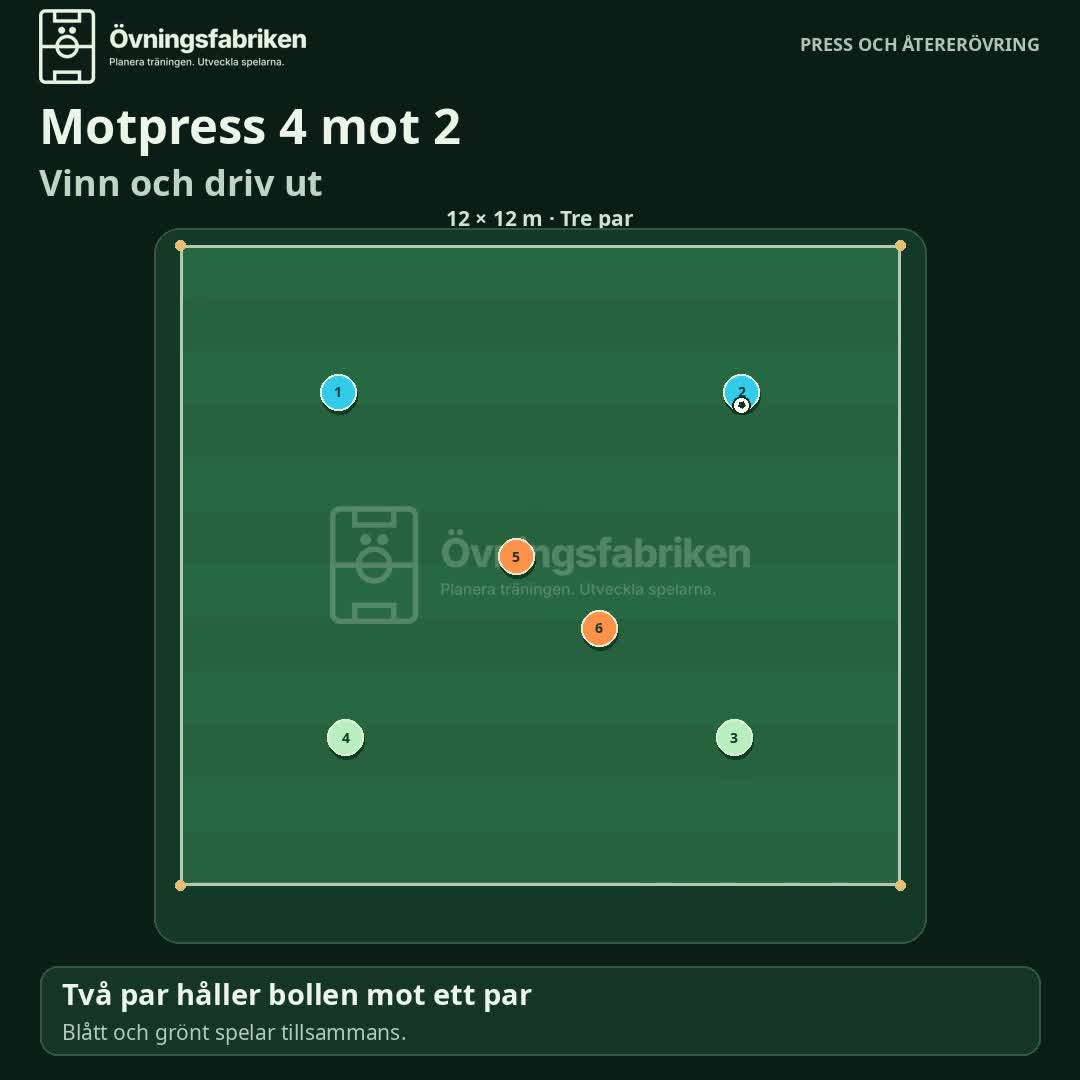 Övningsfabriken
Planera träningen. Utveckla spelarna.
PRESS OCH ÅTERERÖVRING
Motpress 4 mot 2
Vinn och driv ut
12 × 12 m · Tre par
1
2
Övningsfabriken
5
Planera träningen. Utveckla spelarna.
6
4
3
Två par håller bollen mot ett par
Blått och grönt spelar tillsammans.